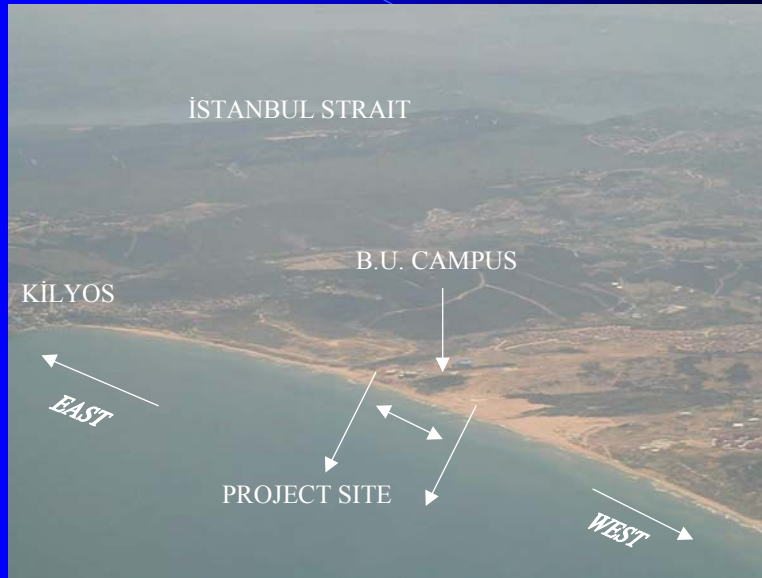 İSTANBUL STRAIT
B.U. CAMPUS
KİLYOS
EAST
PROJECT SITE
WEST